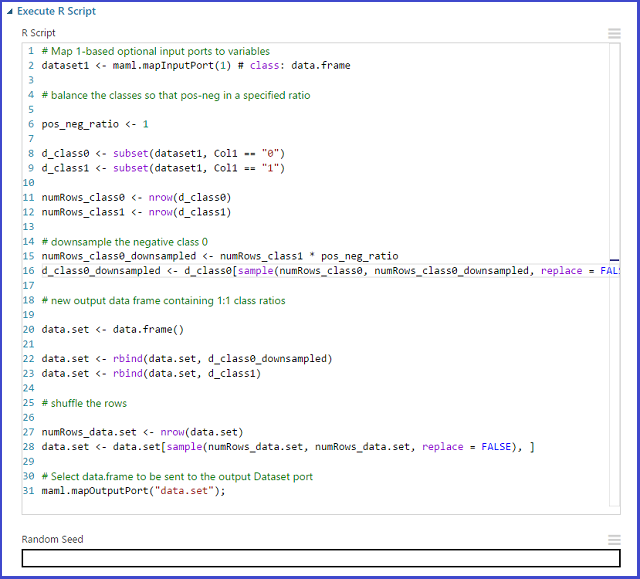 Execute R Script
R Script
1 # Map 1-based optional input ports to variables
2 dataset1 <- maml.mapInputPort(1) # class: data.frame
3
4 # balance the classes so that pos-neg in a specified ratio
5
6 pos_neg_ratio <- 1
7
8 d_class0 <- subset(dataset1, Col1 == "0")
9 d_class1 <- subset(dataset1, Col1 == "1")
10
11 numRows_class0 <- nrow(d_class0)
12 numRows_class1 <- nrow(d_class1)
13
14 # downsample the negative class 0
15 numRows_class0_downsampled <- numRows_class1 * pos_neg_ratio
16 d_class0_downsampled <- d_class0[sample(numRows_class0, numRows_class0_downsampled, replace = FAL
17
18 # new output data frame containing 1:1 class ratios
19
20 data.set <- data.frame()
21
22 data.set <- rbind(data.set, d_class0_downsampled)
23 data.set <- rbind(data.set, d_class1)
24
25 # shuffle the rows
26
27 numRows_data.set <- nrow(data.set)
28 data.set <- data.set[sample(numRows_data.set, numRows_data.set, replace = FALSE), ]
29
30 # Select data.frame to be sent to the output Dataset port
31 maml.mapOutputPort("data.set");
Random Seed